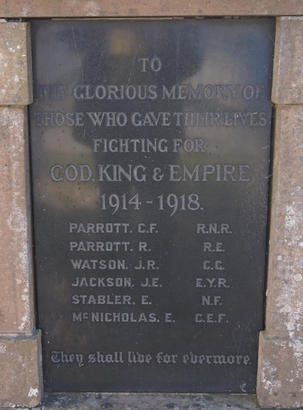 TO
THE GLORIOUS MEMORY OF
THOSE WHO GAVE THEIR LIVES
FIGHTING FOR
GOD, KING & EMPIRE
1914-1918.
PARROTT. C.F. R.N.R.
PARROTT. R. R.E.
WATSON. J.R. C.G.
JACKSON, J.E. E.Y.R.
STABLER, E. N.F.
McNICHOLAS, E. C.E.F.
They shall live for evermore.